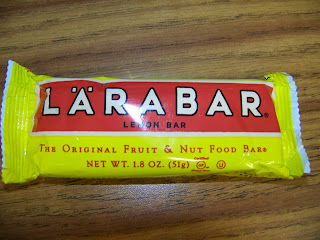 LÄRABAR®
LEMON BAR
THE ORIGINAL FRUIT & NUT FOOD BAR®
NET WT. 1.8 OZ. (51g)